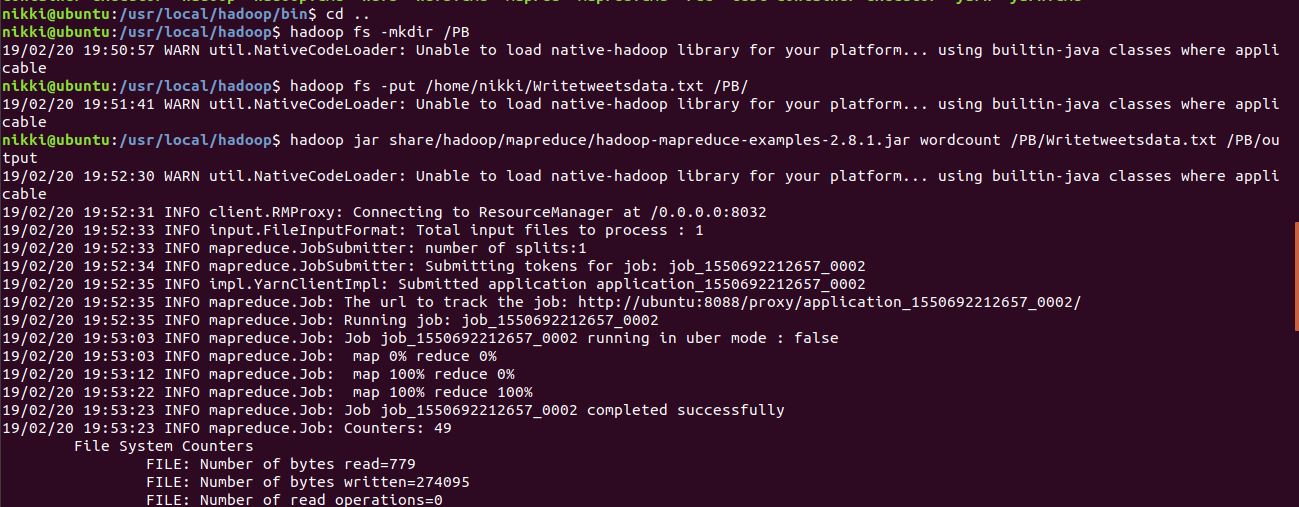 nikki@ubuntu:/usr/local/hadoop/bin$ cd ..
nikki@ubuntu:/usr/local/hadoop$ hadoop fs -mkdir /PB
19/02/20 19:50:57 WARN util.NativeCodeLoader: Unable to load native-hadoop library for your platform... using builtin-java classes where appli
cable
nikki@ubuntu:/usr/local/hadoop$ hadoop fs -put /home/nikki/Writetweetsdata.txt /PB/
19/02/20 19:51:41 WARN util.NativeCodeLoader: Unable to load native-hadoop library for your platform... using builtin-java classes where appli
cable
nikki@ubuntu:/usr/local/hadoop$ hadoop jar share/hadoop/mapreduce/hadoop-mapreduce-examples-2.8.1.jar wordcount /PB/Writetweetsdata.txt /PB/ou
tput
19/02/20 19:52:30 WARN util.NativeCodeLoader: Unable to load native-hadoop library for your platform... using builtin-java classes where appli
cable
19/02/20 19:52:31 INFO client.RMProxy: Connecting to ResourceManager at /0.0.0.0:8032
19/02/20 19:52:33 INFO input.FileInputFormat: Total input files to process : 1
19/02/20 19:52:33 INFO mapreduce.JobSubmitter: number of splits:1
19/02/20 19:52:34 INFO mapreduce.JobSubmitter: Submitting tokens for job: job_1550692212657_0002
19/02/20 19:52:35 INFO impl.YarnClientImpl: Submitted application application_1550692212657_0002
19/02/20 19:52:35 INFO mapreduce.Job: The url to track the job: http://ubuntu:8088/proxy/application_1550692212657_0002/
19/02/20 19:52:35 INFO mapreduce.Job: Running job: job_1550692212657_0002
19/02/20 19:53:03 INFO mapreduce.Job: Job job_1550692212657_0002 running in uber mode : false
19/02/20 19:53:03 INFO mapreduce.Job:  map 0% reduce 0%
19/02/20 19:53:12 INFO mapreduce.Job:  map 100% reduce 0%
19/02/20 19:53:22 INFO mapreduce.Job:  map 100% reduce 100%
19/02/20 19:53:23 INFO mapreduce.Job: Job job_1550692212657_0002 completed successfully
19/02/20 19:53:23 INFO mapreduce.Job: Counters: 49
File System Counters
FILE: Number of bytes read=779
FILE: Number of bytes written=274095
FILE: Number of read operations=0